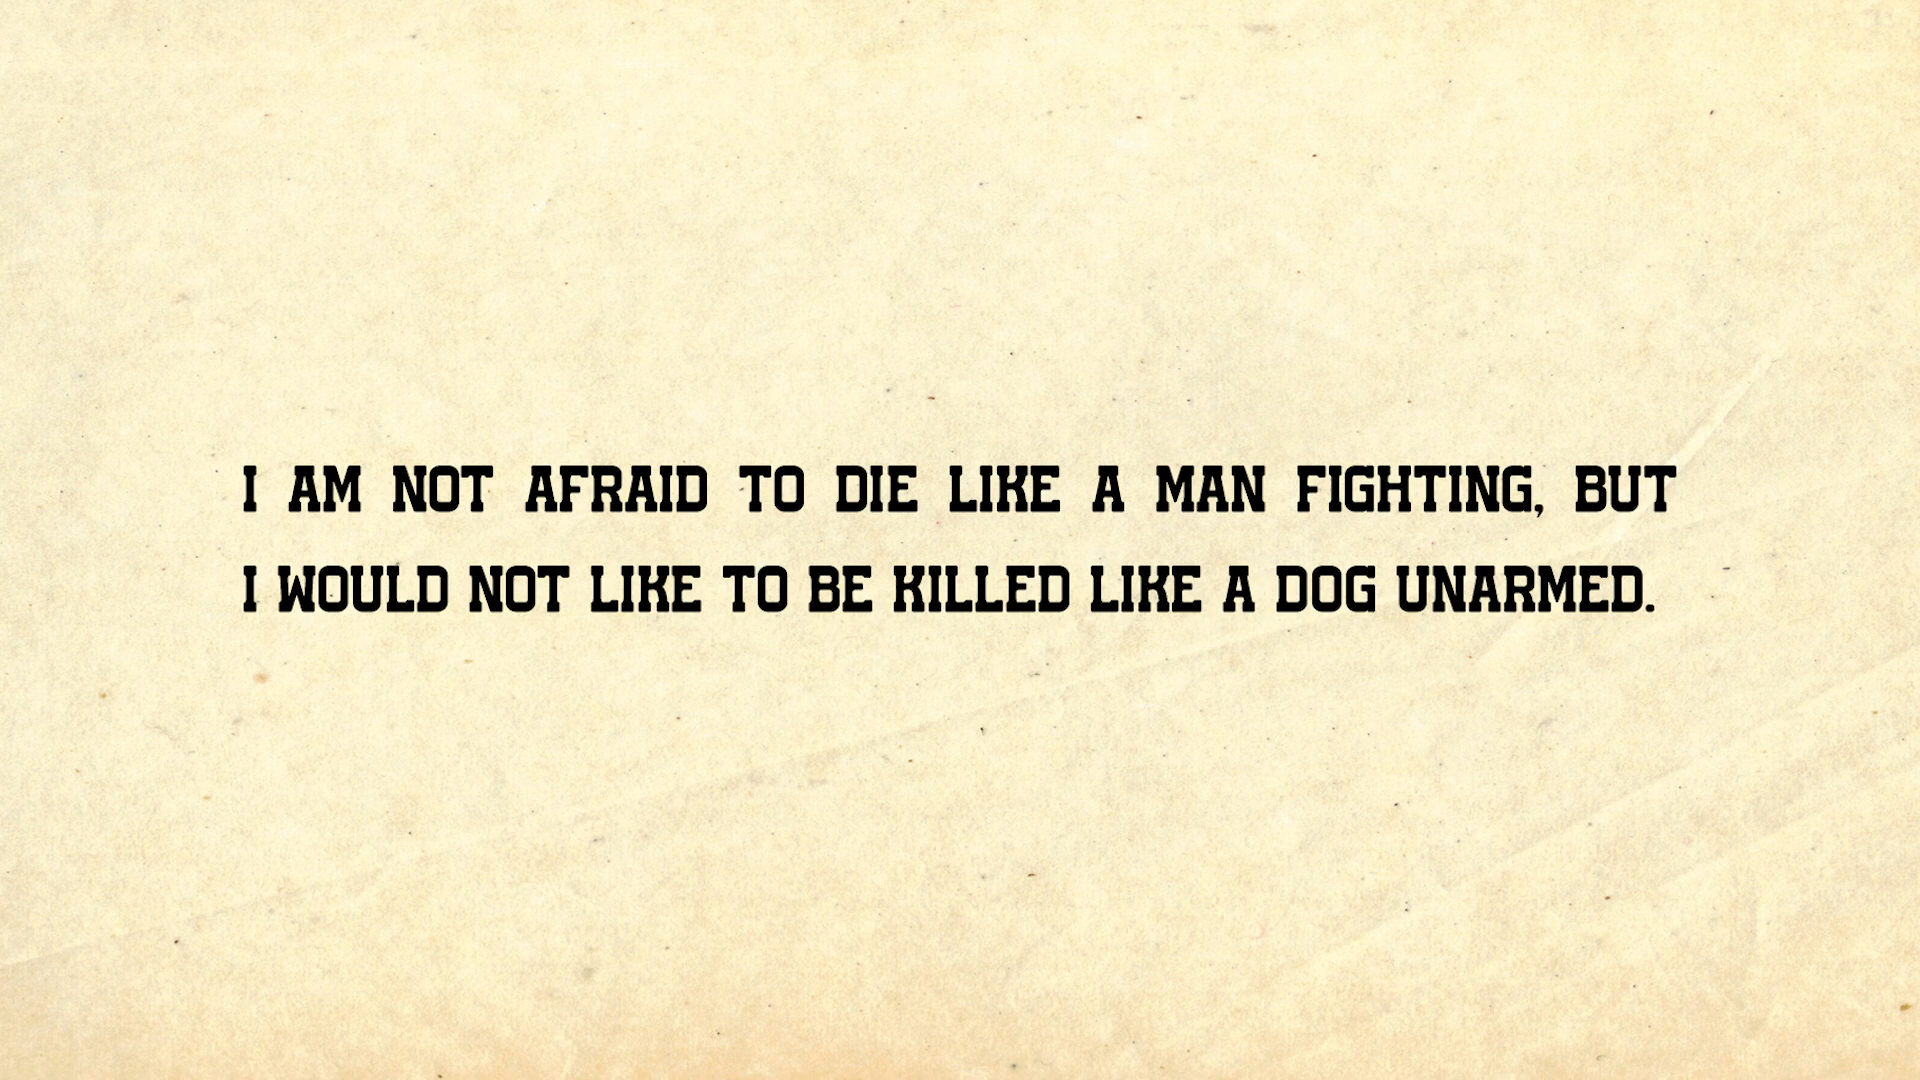 I AM NOT AFRAID TO DIE LIKE A MAN FIGHTING, BUT
I WOULD NOT LIKE TO BE KILLED LIKE A DOG UNARMED.